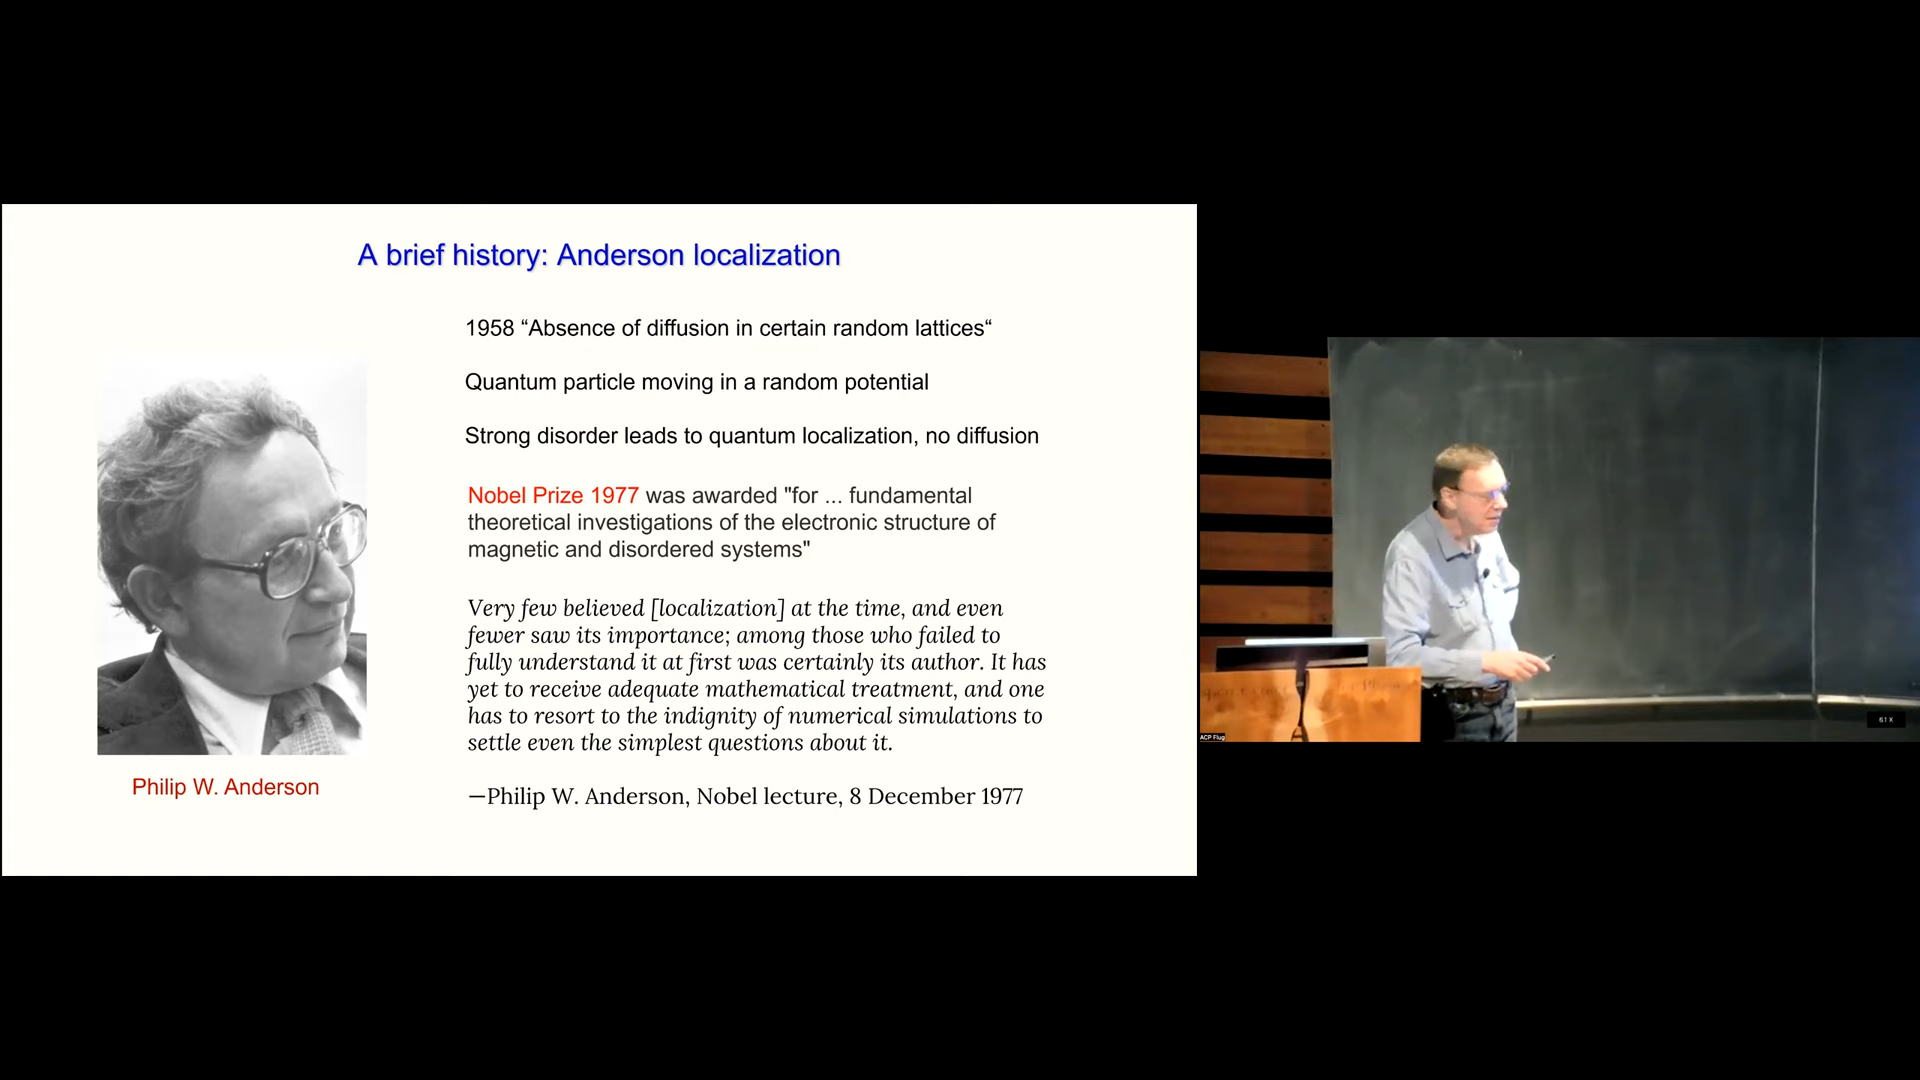 A brief history: Anderson localization
1958 “Absence of diffusion in certain random lattices“
Quantum particle moving in a random potential
Strong disorder leads to quantum localization, no diffusion
Nobel Prize 1977 was awarded "for ... fundamental
theoretical investigations of the electronic structure of
magnetic and disordered systems"
Very few believed [localization] at the time, and even
fewer saw its importance; among those who failed to
fully understand it at first was certainly its author. It has
yet to receive adequate mathematical treatment, and one
has to resort to the indignity of numerical simulations to
settle even the simplest questions about it.
—Philip W. Anderson, Nobel lecture, 8 December 1977
Philip W. Anderson
ACP Flug